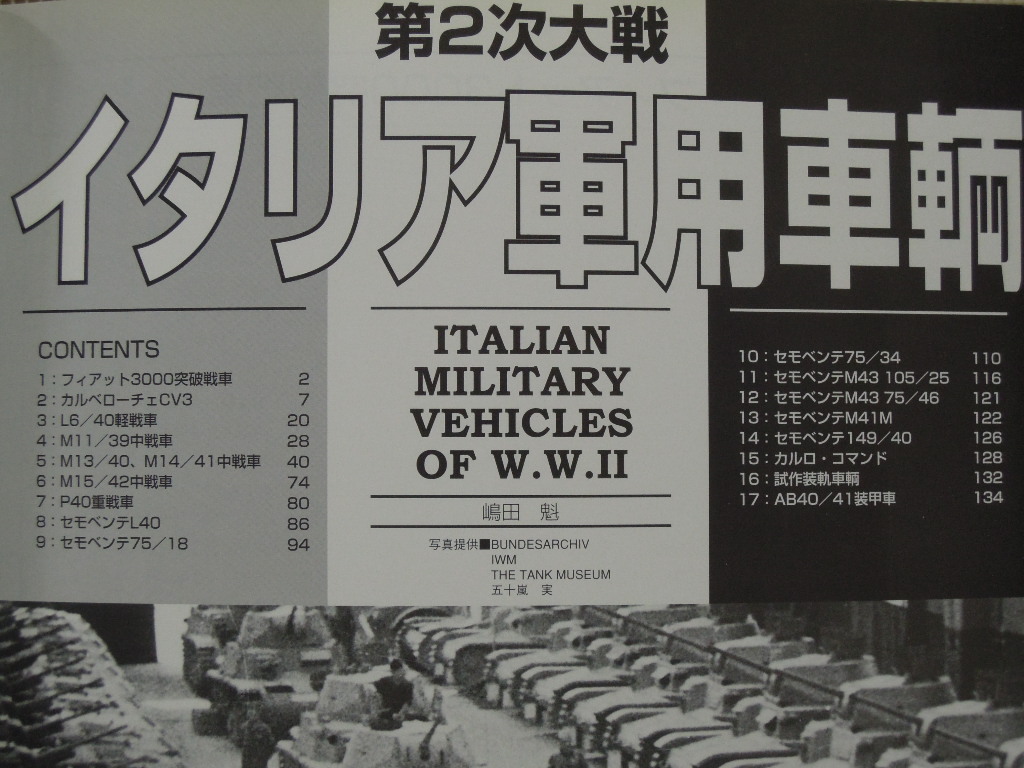 第2次大戦
イタリア軍用車輌
CONTENTS
1：フィアット3000突破戦車 2
2：カルベローチェCV3 7
3：L6／40軽戦車 20
4：M11／39中戦車 28
5：M13／40、M14／41中戦車 40
6：M15／42中戦車 74
7：P40重戦車 80
8：セモベンテL40 86
9：セモベンテ75／18 94
ITALIAN
MILITARY
VEHICLES
OF W.W.II
嶋田 魁
写真提供■BUNDESARCHIV
IWM
THE TANK MUSEUM
五十嵐 実
10：セモベンテ75／34 110
11：セモベンテM43 105／25 116
12：セモベンテM43 75／46 121
13：セモベンテM41M 122
14：セモベンテ149／40 126
15：カルロ・コマンド 128
16：試作装軌車輌 132
17：AB40／41装甲車 134